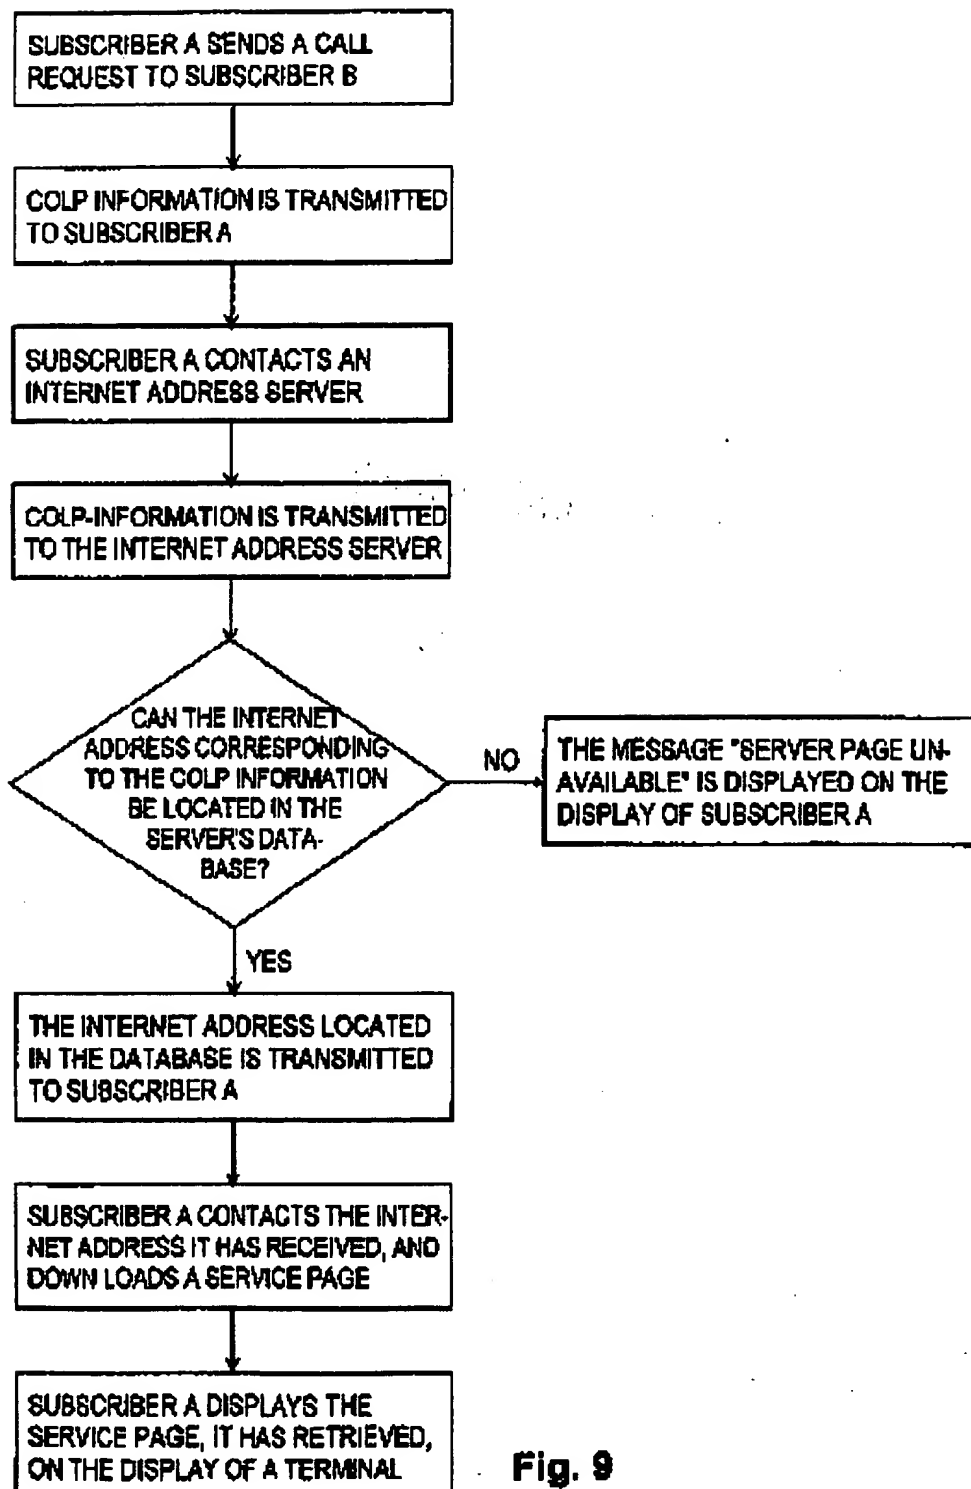 SUBSCRIBER A SENDS A CALL
REQUEST TO SUBSCRIBER B
COLP INFORMATION IS TRANSMITTED
TO SUBSCRIBER A
SUBSCRIBER A CONTACTS AN
INTERNET ADDRESS SERVER
COLP-INFORMATION IS TRANSMITTED
TO THE INTERNET ADDRESS SERVER
CAN THE INTERNET
ADDRESS CORRESPONDING
TO THE COLP INFORMATION
BE LOCATED IN THE
SERVER'S DATA-
BASE?
NO
THE MESSAGE "SERVER PAGE UN-
AVAILABLE" IS DISPLAYED ON THE
DISPLAY OF SUBSCRIBER A
YES
THE INTERNET ADDRESS LOCATED
IN THE DATABASE IS TRANSMITTED
TO SUBSCRIBER A
SUBSCRIBER A CONTACTS THE INTER-
NET ADDRESS IT HAS RECEIVED, AND
DOWN LOADS A SERVICE PAGE
SUBSCRIBER A DISPLAYS THE
SERVICE PAGE, IT HAS RETRIEVED,
ON THE DISPLAY OF A TERMINAL
Fig. 9